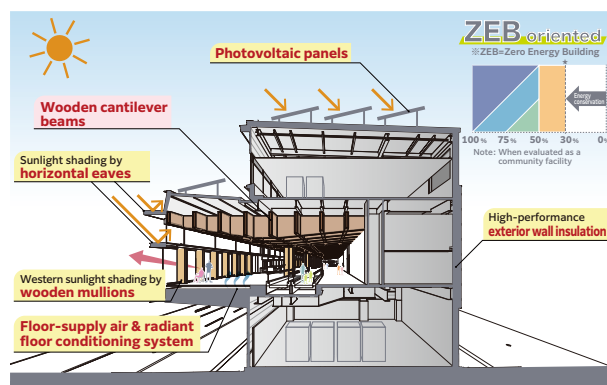 ZEB oriented
※ZEB=Zero Energy Building
*
Energy
conservation
100% 75% 50% 30% 0%
Note: When evaluated as a
community facility
Photovoltaic panels
Wooden cantilever
beams
Sunlight shading by
horizontal eaves
High-performance
exterior wall insulation
Western sunlight shading by
wooden mullions
Floor-supply air & radiant
floor conditioning system